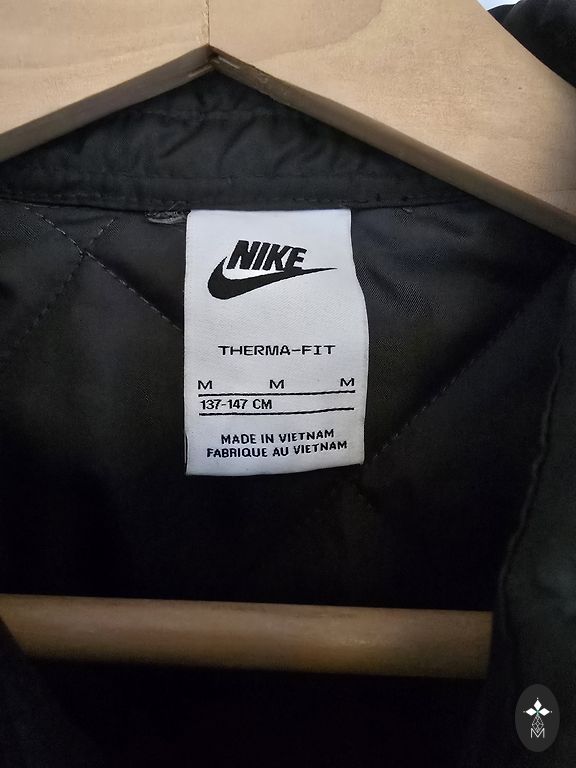 NIKE
THERMA-FIT
M M M
137-147 CM
MADE IN VIETNAM
FABRIQUE AU VIETNAM
M